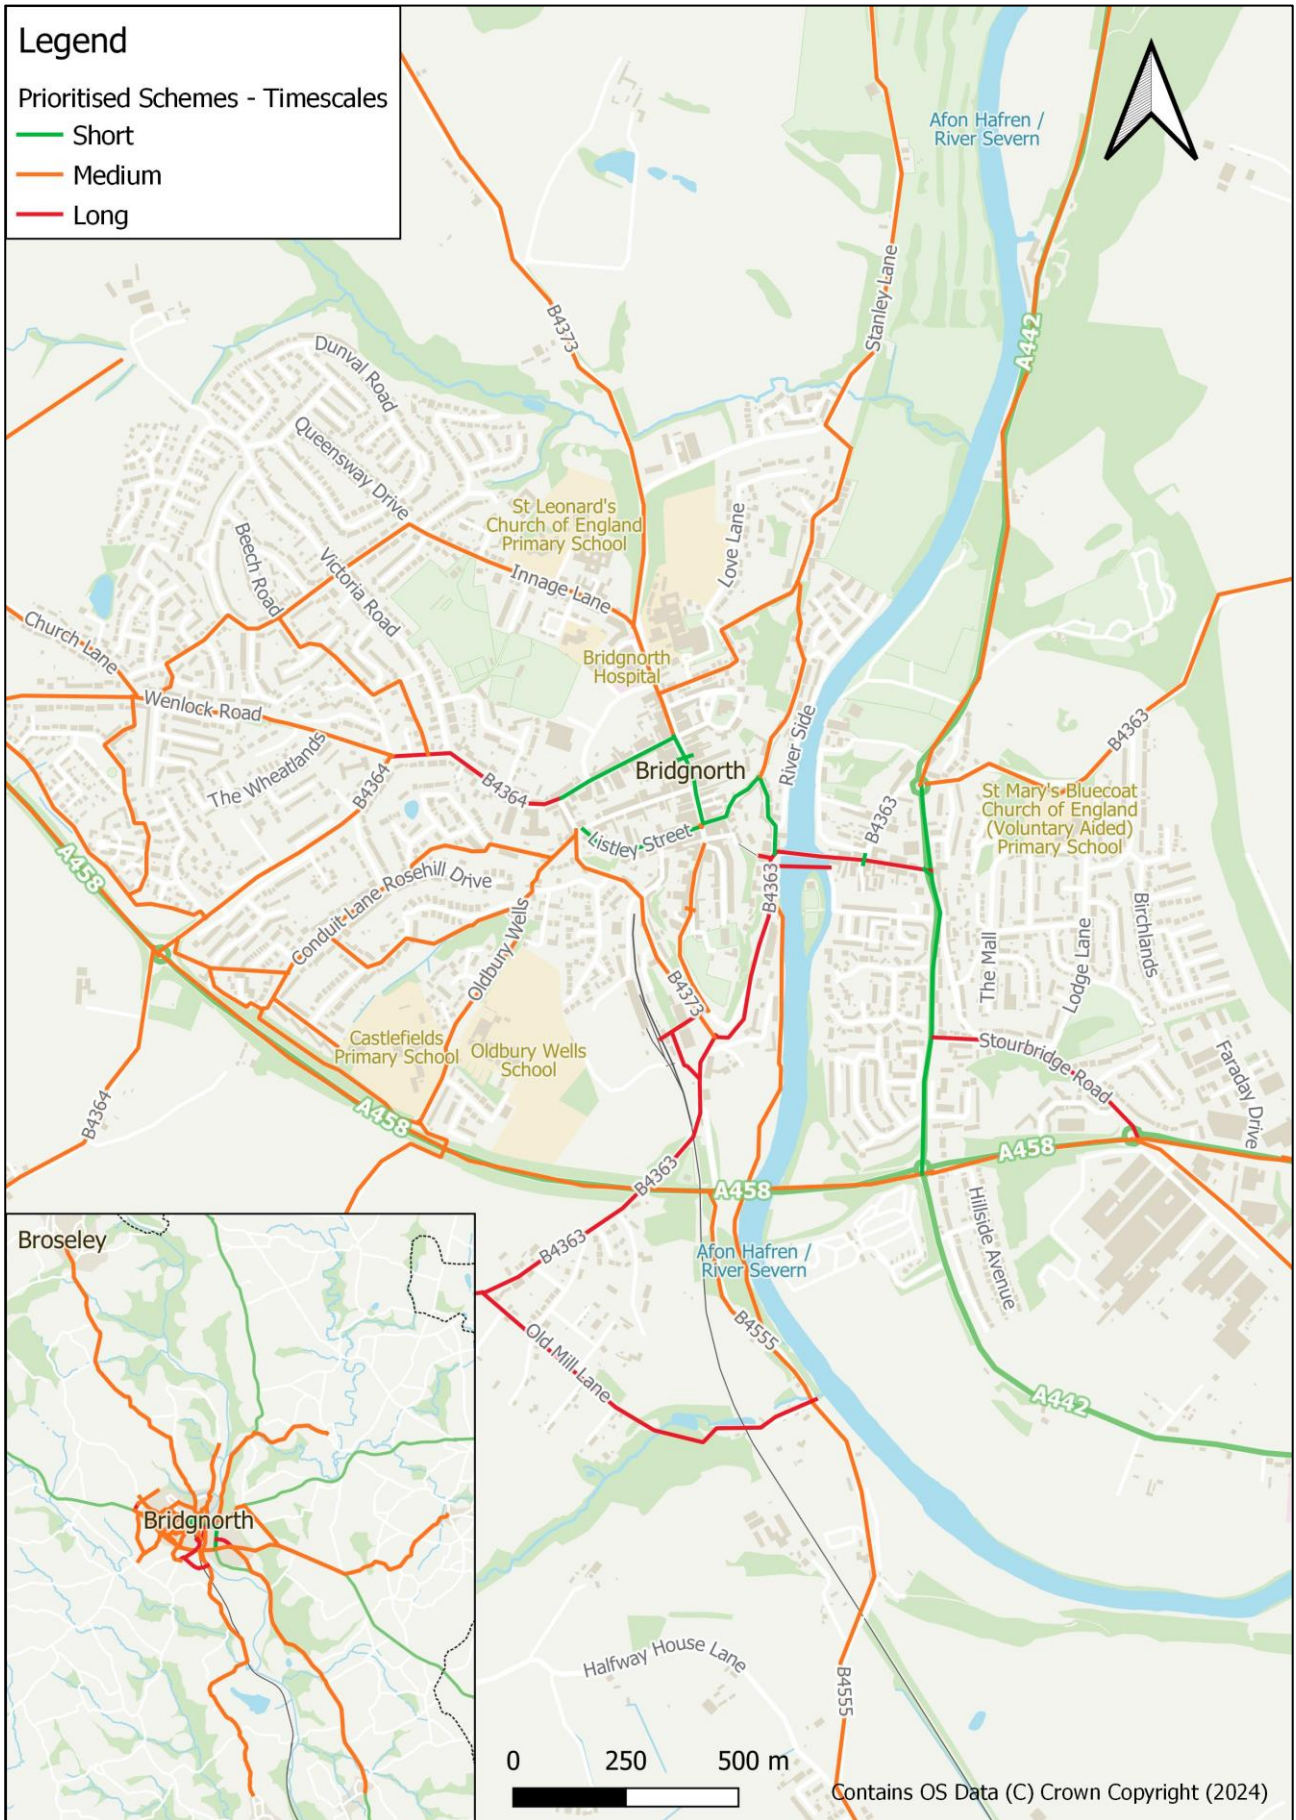 Legend
Prioritised Schemes - Timescales
Short
Medium
Long
Afon Hafren /
River Severn
Stanley Lane
A442
B4373
Dunval Road
Queensway Drive
St Leonard's
Church of England
Primary School
Love Lane
Beech Road
Victoria Road
Innage Lane
Church Lane
Bridgnorth
Hospital
Wenlock Road
River Side
B4363
The Wheatlands
B4364
B4364
Bridgnorth
St Mary's Bluecoat
Church of England
(Voluntary Aided)
Primary School
B4363
Listley Street
A458
Conduit Lane
Rosehill Drive
B4363
Birchlands
Oldbury Wells
The Mall
Lodge Lane
B4373
Castlefields
Primary School
Oldbury Wells
School
Stourbridge Road
Faraday Drive
B4364
A458
A458
B4363
A458
Hillside Avenue
B4363
Afon Hafren /
River Severn
B4555
Old Mill Lane
A442
Broseley
Bridgnorth
Halfway House Lane
B4555
0 250 500 m
Contains OS Data (C) Crown Copyright (2024)